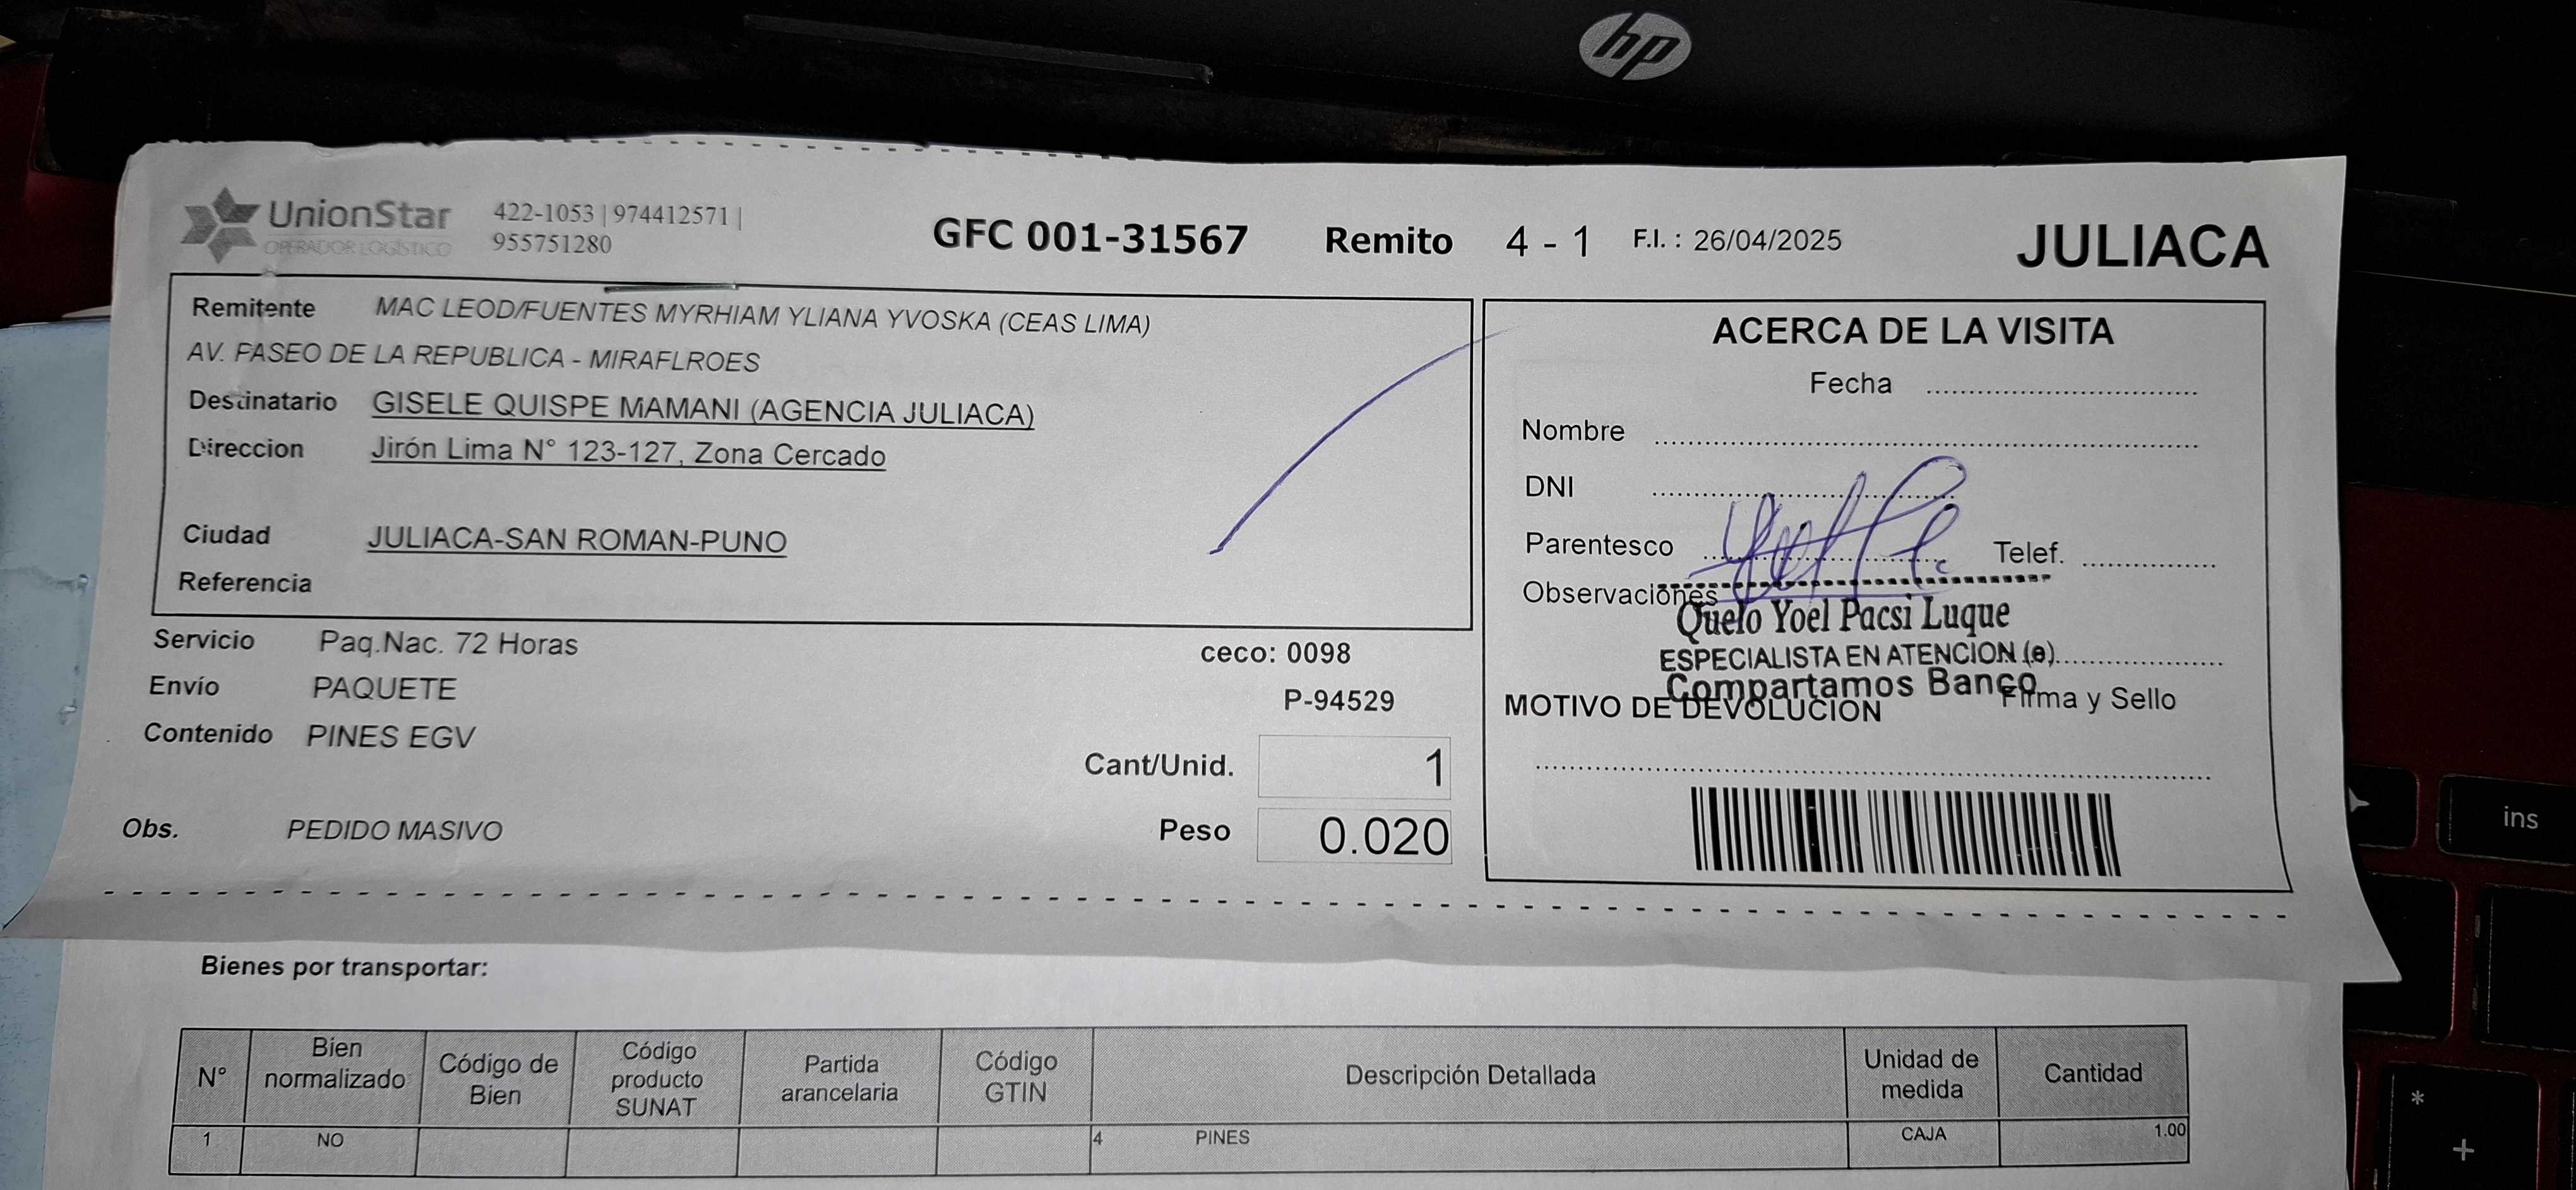 hp
UnionStar
OPERADOR LOGÍSTICO
422-1053 | 974412571 |
955751280
GFC 001-31567 Remito 4 - 1 F.I. : 26/04/2025 JULIACA
Remitente MAC LEOD/FUENTES MYRHIAM YLIANA YVOSKA (CEAS LIMA)
AV. PASEO DE LA REPUBLICA - MIRAFLROES
Destinatario GISELE QUISPE MAMANI (AGENCIA JULIACA)
Direccion Jirón Lima N° 123-127, Zona Cercado
Ciudad JULIACA-SAN ROMAN-PUNO
Referencia
Servicio Paq.Nac. 72 Horas
Envío PAQUETE
Contenido PINES EGV
ceco: 0098
P-94529
Cant/Unid. 1
Peso 0.020
Obs. PEDIDO MASIVO
ACERCA DE LA VISITA
Fecha
Nombre
DNI
Parentesco Telef.
Observaciones
Quelo Yoel Pacsi Luque
ESPECIALISTA EN ATENCION (e)
Compartamos Banco
Firma y Sello
MOTIVO DE DEVOLUCION
Bienes por transportar:
N° Bien normalizado Código de Bien Código producto SUNAT Partida arancelaria Código GTIN Descripción Detallada Unidad de medida Cantidad
1 NO 4 PINES CAJA 1.00
ins
*
+